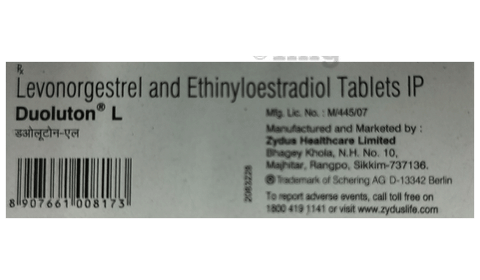 Rx
Levonorgestrel and Ethinyloestradiol Tablets IP
Duoluton® L
डओलूटोन-एल
Mfg. Lic. No. : M/445/07
Manufactured and Marketed by :
Zydus Healthcare Limited
Bhagey Khola, N.H. No. 10,
Majhitar, Rangpo, Sikkim-737136.
® Trademark of Schering AG D-13342 Berlin
To report adverse events, call toll free on
1800 419 1141 or visit www.zyduslife.com
8 907661 008173
2083228